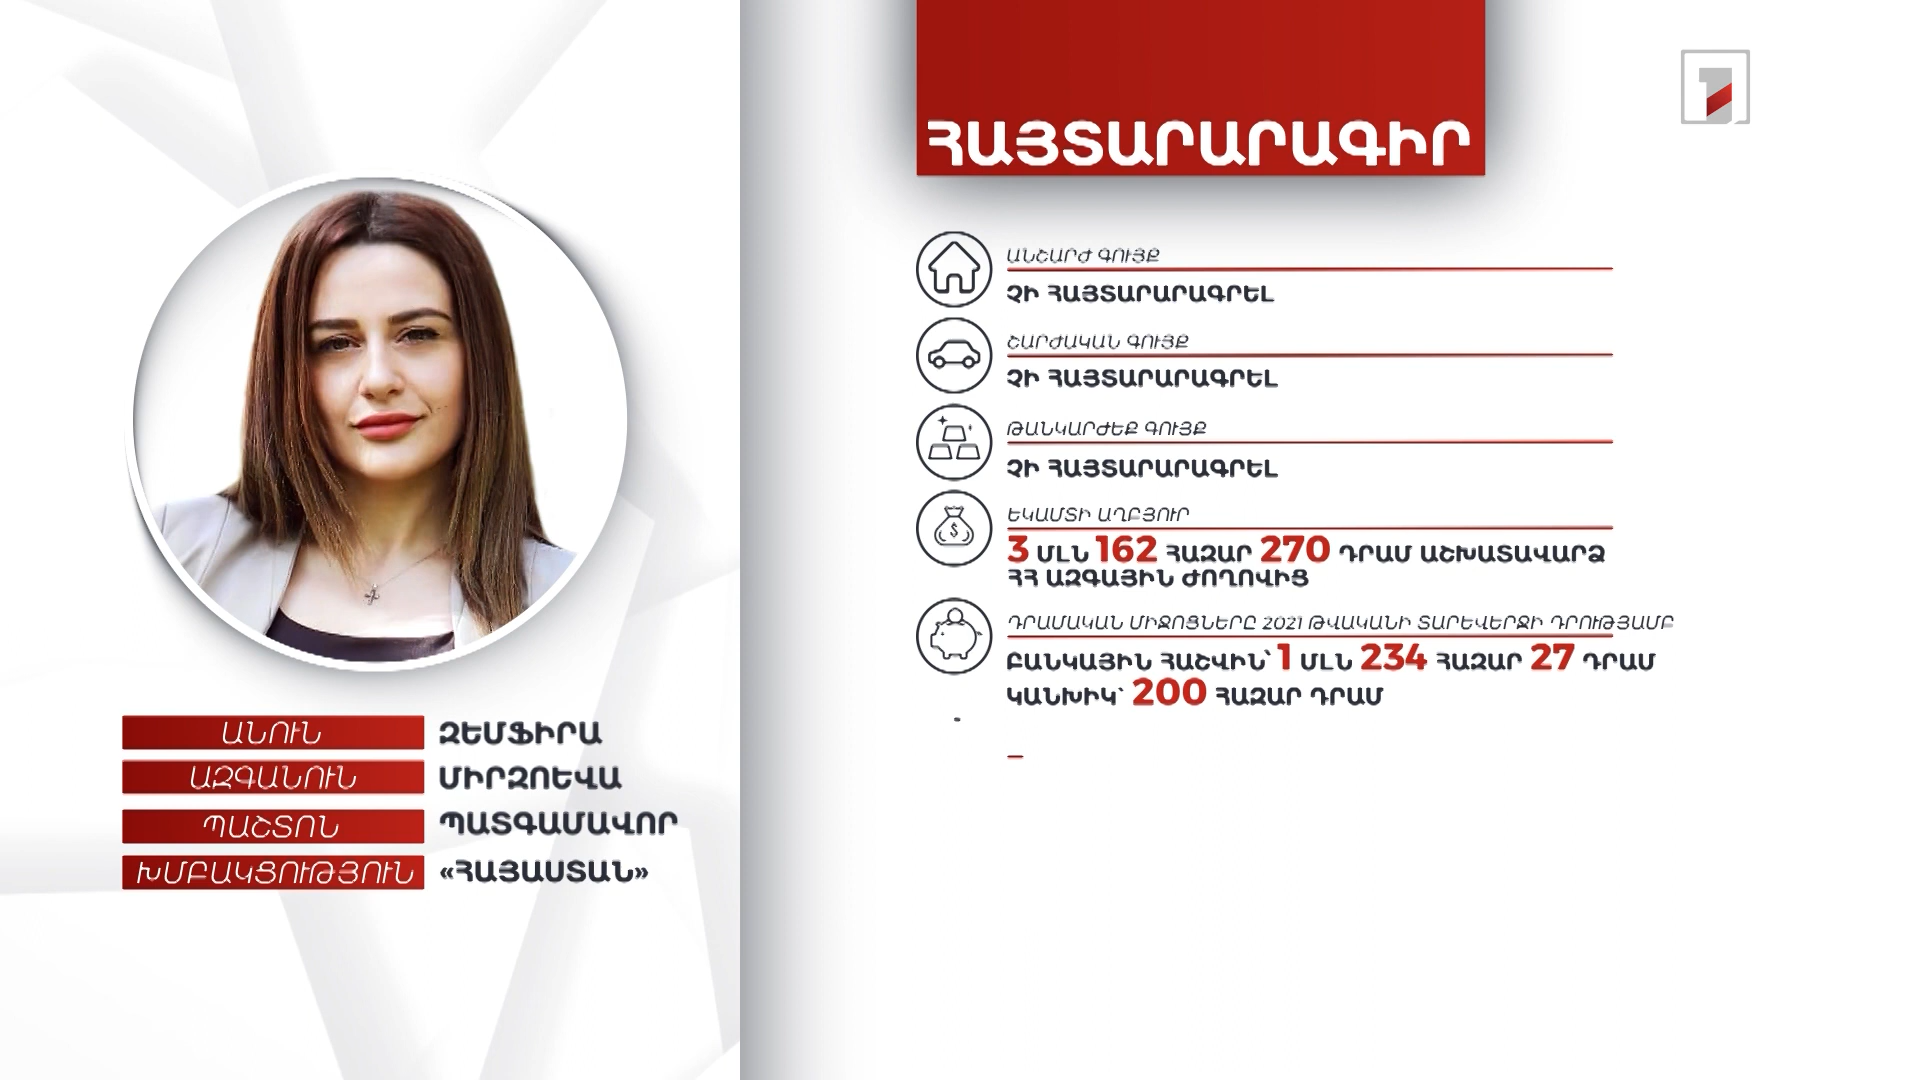 ՀԱՅՏԱՐԱՐԱԳԻՐ
ԱՆՇԱՐԺ ԳՈՒՅՔ
ՉԻ ՀԱՅՏԱՐԱՐԱԳՐԵԼ
ՇԱՐԺԱԿԱՆ ԳՈՒՅՔ
ՉԻ ՀԱՅՏԱՐԱՐԱԳՐԵԼ
ԹԱՆԿԱՐԺԵՔ ԳՈՒՅՔ
ՉԻ ՀԱՅՏԱՐԱՐԱԳՐԵԼ
ԵԿԱՄՏԻ ԱՂԲՅՈՒՐ
3 ՄԼՆ 162 ՀԱԶԱՐ 270 ԴՐԱՄ ԱՇԽԱՏԱՎԱՐՁ
ՀՀ ԱԶԳԱՅԻՆ ԺՈՂՈՎԻՑ
ԴՐԱՄԱԿԱՆ ՄԻՋՈՑՆԵՐԸ 2021 ԹՎԱԿԱՆԻ ՏԱՐԵՎԵՐՋԻ ԴՐՈՒԹՅԱՄԲ
ԲԱՆԿԱՅԻՆ ՀԱՇՎԻՆ՝ 1 ՄԼՆ 234 ՀԱԶԱՐ 27 ԴՐԱՄ
ԿԱՆԽԻԿ՝ 200 ՀԱԶԱՐ ԴՐԱՄ
ԱՆՈՒՆ ԶԵՄՖԻՐԱ
ԱԶԳԱՆՈՒՆ ՄԻՐԶՈԵՎԱ
ՊԱՇՏՈՆ ՊԱՏԳԱՄԱՎՈՐ
ԽՄԲԱԿՑՈՒԹՅՈՒՆ «ՀԱՅԱՍՏԱՆ»